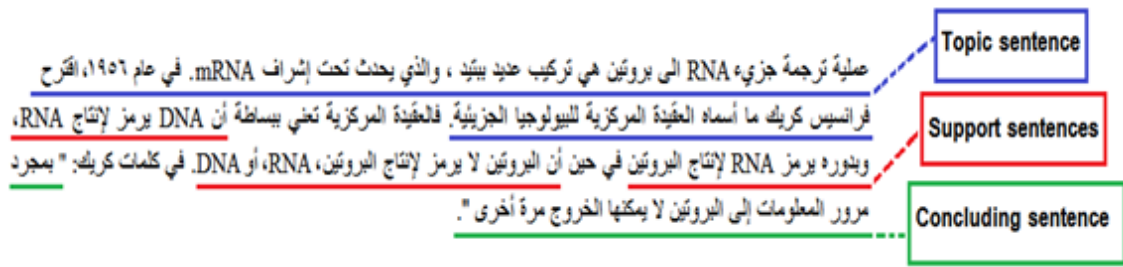 Topic sentence
عملية ترجمة جزيء RNA الى بروتين هي تركيب عديد ببتيد ، والذي يحدث تحت إشراف mRNA. في عام ١٩٥٦، اقترح
فرانسيس كريك ما أسماه العقيدة المركزية للبيولوجيا الجزيئية. فالعقيدة المركزية تعني ببساطة أن DNA يرمز لإنتاج RNA،
Support sentences
وبدوره يرمز RNA لإنتاج البروتين في حين أن البروتين لا يرمز لإنتاج البروتين، RNA، أو DNA. في كلمات كريك: " بمجرد
مرور المعلومات إلى البروتين لا يمكنها الخروج مرة أخرى ".
Concluding sentence